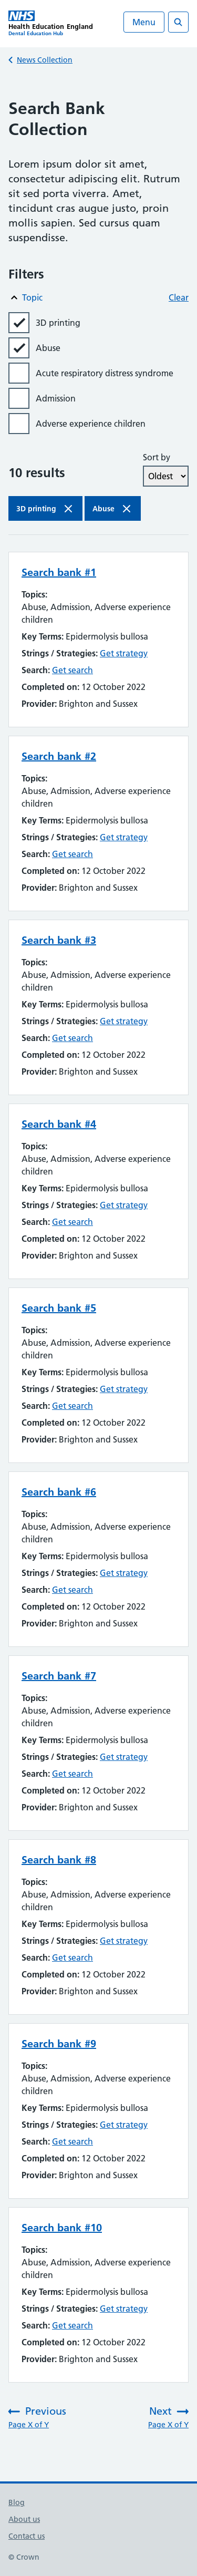 NHS
Health Education England
Dental Education Hub
Menu
News Collection
Search Bank
Collection
Lorem ipsum dolor sit amet,
dignissim adipiscing elit. Rutrum
sit sed porta viverra. Amet,
tincidunt cras augue justo, proin
mollis suspendisse nunc cursus quam,
suspendisse.
Filters
Topic
Clear
3D printing
Abuse
Acute respiratory distress syndrome
Admission
Adverse experience children
Sort by
10 results
Oldest
3D printing
Abuse
Search bank #1
Topics:
Abuse, Admission, Adverse experience
children
Key Terms: Epidermolysis bullosa
Strings / Strategies: Get strategy
Search: Get search
Completed on: 12 October 2022
Provider: Brighton and Sussex
Search bank #2
Topics:
Abuse, Admission, Adverse experience
children
Key Terms: Epidermolysis bullosa
Strings / Strategies: Get strategy
Search: Get search
Completed on: 12 October 2022
Provider: Brighton and Sussex
Search bank #3
Topics:
Abuse, Admission, Adverse experience
children
Key Terms: Epidermolysis bullosa
Strings / Strategies: Get strategy
Search: Get search
Completed on: 12 October 2022
Provider: Brighton and Sussex
Search bank #4
Topics:
Abuse, Admission, Adverse experience
children
Key Terms: Epidermolysis bullosa
Strings / Strategies: Get strategy
Search: Get search
Completed on: 12 October 2022
Provider: Brighton and Sussex
Search bank #5
Topics:
Abuse, Admission, Adverse experience
children
Key Terms: Epidermolysis bullosa
Strings / Strategies: Get strategy
Search: Get search
Completed on: 12 October 2022
Provider: Brighton and Sussex
Search bank #6
Topics:
Abuse, Admission, Adverse experience
children
Key Terms: Epidermolysis bullosa
Strings / Strategies: Get strategy
Search: Get search
Completed on: 12 October 2022
Provider: Brighton and Sussex
Search bank #7
Topics:
Abuse, Admission, Adverse experience
children
Key Terms: Epidermolysis bullosa
Strings / Strategies: Get strategy
Search: Get search
Completed on: 12 October 2022
Provider: Brighton and Sussex
Search bank #8
Topics:
Abuse, Admission, Adverse experience
children
Key Terms: Epidermolysis bullosa
Strings / Strategies: Get strategy
Search: Get search
Completed on: 12 October 2022
Provider: Brighton and Sussex
Search bank #9
Topics:
Abuse, Admission, Adverse experience
children
Key Terms: Epidermolysis bullosa
Strings / Strategies: Get strategy
Search: Get search
Completed on: 12 October 2022
Provider: Brighton and Sussex
Search bank #10
Topics:
Abuse, Admission, Adverse experience
children
Key Terms: Epidermolysis bullosa
Strings / Strategies: Get strategy
Search: Get search
Completed on: 12 October 2022
Provider: Brighton and Sussex
Previous Next
Page X of Y Page X of Y
Blog
About us
Contact us
© Crown